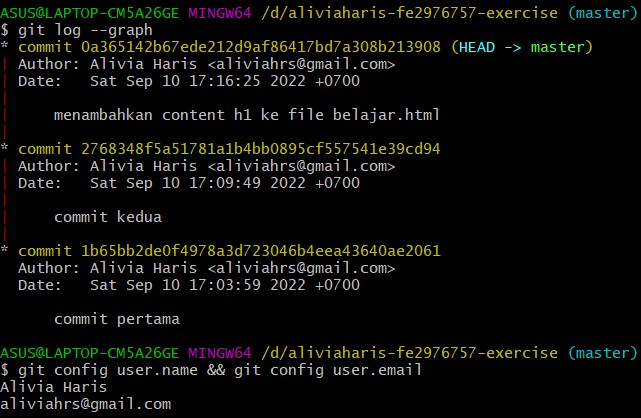 ASUS@LAPTOP-CM5A26GE MINGW64 /d/aliviaharis-fe2976757-exercise (master)
$ git log --graph
* commit 0a365142b67ede212d9af86417bd7a308b213908 (HEAD -> master)
| Author: Alivia Haris <aliviahrs@gmail.com>
| Date:   Sat Sep 10 17:16:25 2022 +0700
|
|     menambahkan content h1 ke file belajar.html
|
* commit 2768348f5a51781a1b4bb0895cf557541e39cd94
| Author: Alivia Haris <aliviahrs@gmail.com>
| Date:   Sat Sep 10 17:09:49 2022 +0700
|
|     commit kedua
|
* commit 1b65bb2de0f4978a3d723046b4eea43640ae2061
  Author: Alivia Haris <aliviahrs@gmail.com>
  Date:   Sat Sep 10 17:03:59 2022 +0700

      commit pertama

ASUS@LAPTOP-CM5A26GE MINGW64 /d/aliviaharis-fe2976757-exercise (master)
$ git config user.name && git config user.email
Alivia Haris
aliviahrs@gmail.com